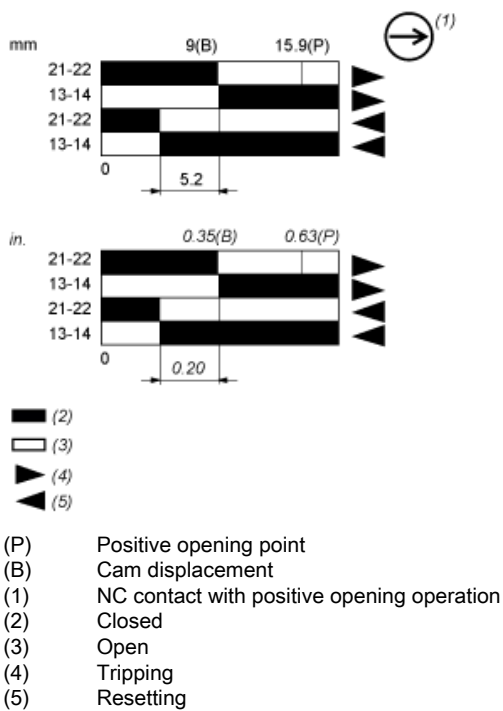 (1)
mm 9(B) 15.9(P)
21-22
13-14
21-22
13-14
0
5.2
in. 0.35(B) 0.63(P)
21-22
13-14
21-22
13-14
0
0.20
(2)
(3)
(4)
(5)
(P) Positive opening point
(B) Cam displacement
(1) NC contact with positive opening operation
(2) Closed
(3) Open
(4) Tripping
(5) Resetting